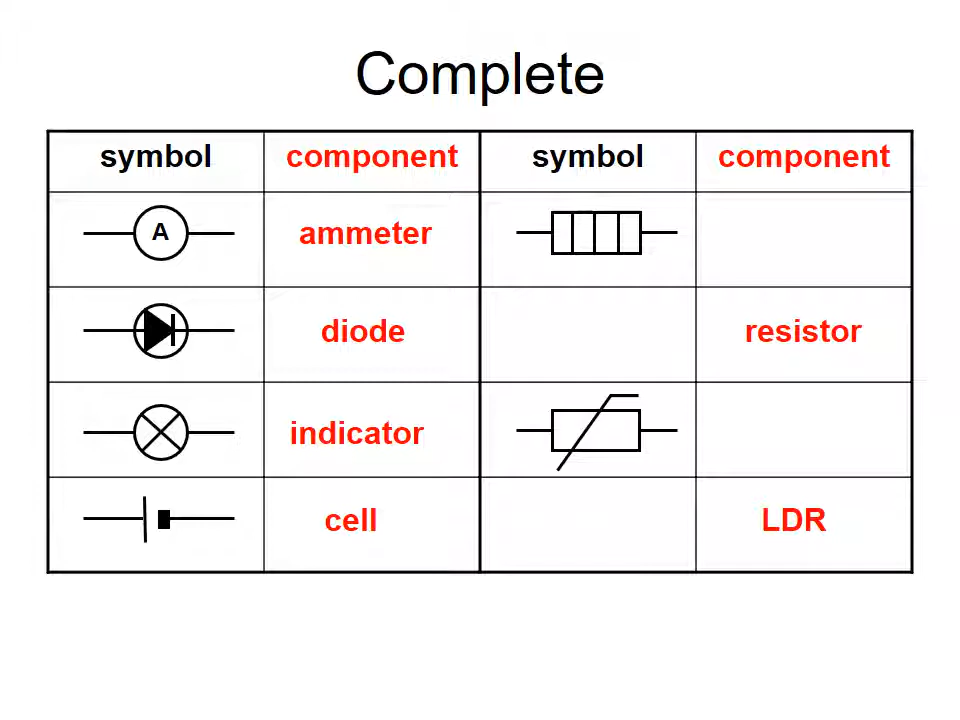 Complete
symbol component symbol component
A ammeter
diode resistor
indicator
cell LDR